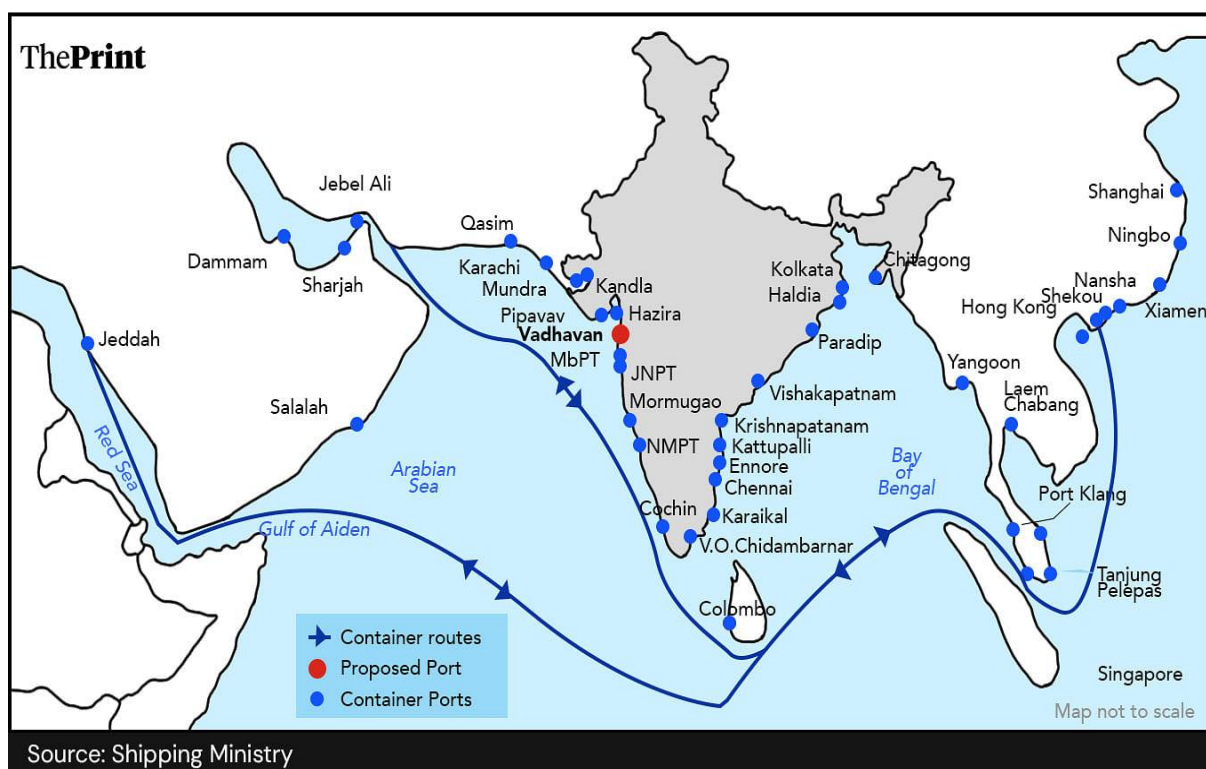 ThePrint
Jebel Ali
Dammam
Sharjah
Qasim
Karachi
Mundra
Kandla
Pipavav
Hazira
Vadhavan
MbPT
JNPT
Mormugao
NMPT
Cochin
V.O.Chidambarnar
Karaikal
Chennai
Ennore
Kattupalli
Krishnapatanam
Vishakapatnam
Paradip
Haldia
Kolkata
Chitagong
Shanghai
Ningbo
Nansha
Shekou
Hong Kong
Xiamen
Yangoon
Laem
Chabang
Port Klang
Tanjung
Pelepas
Singapore
Jeddah
Salalah
Red Sea
Arabian
Sea
Gulf of Aiden
Bay
of
Bengal
Colombo
Container routes
Proposed Port
Container Ports
Map not to scale
Source: Shipping Ministry